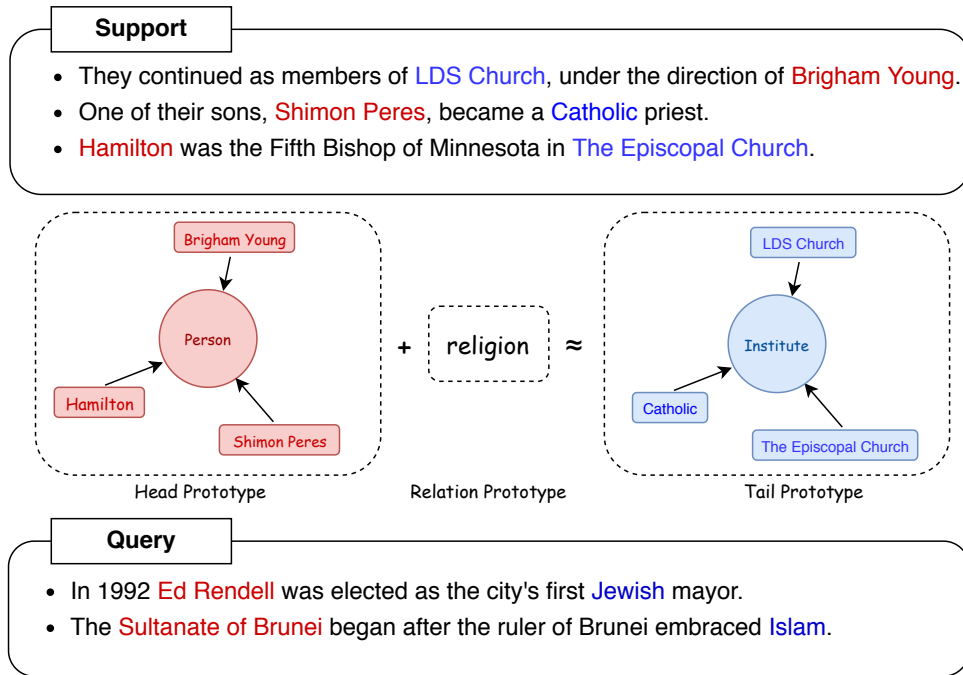 Support
• They continued as members of LDS Church, under the direction of Brigham Young.
• One of their sons, Shimon Peres, became a Catholic priest.
• Hamilton was the Fifth Bishop of Minnesota in The Episcopal Church.
Brigham Young
Person
Hamilton
Shimon Peres
Head Prototype
+
religion
≈
Relation Prototype
LDS Church
Institute
Catholic
The Episcopal Church
Tail Prototype
Query
• In 1992 Ed Rendell was elected as the city's first Jewish mayor.
• The Sultanate of Brunei began after the ruler of Brunei embraced Islam.